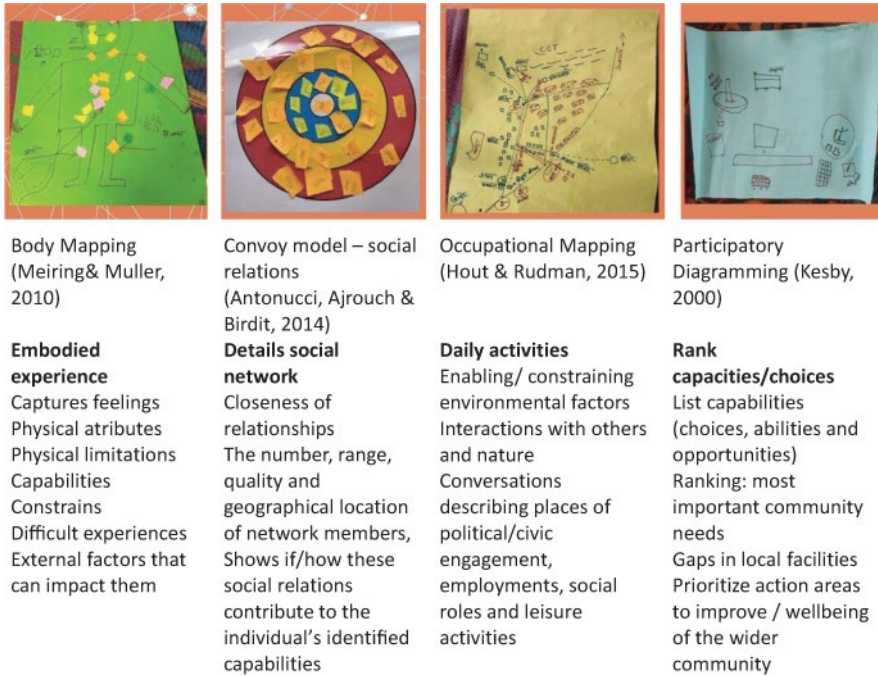 Body Mapping
(Meiring& Muller,
2010)
Embodied
experience
Captures feelings
Physical atributes
Physical limitations
Capabilities
Constrains
Difficult experiences
External factors that
can impact them
Convoy model – social
relations
(Antonucci, Ajrouch &
Birdit, 2014)
Details social
network
Closeness of
relationships
The number, range,
quality and
geographical location
of network members,
Shows if/how these
social relations
contribute to the
individual's identified
capabilities
Occupational Mapping
(Hout & Rudman, 2015)
Daily activities
Enabling/ constraining
environmental factors
Interactions with others
and nature
Conversations
describing places of
political/civic
engagement,
employments, social
roles and leisure
activities
Participatory
Diagramming (Kesby,
2000)
Rank
capacities/choices
List capabilities
(choices, abilities and
opportunities)
Ranking: most
important community
needs
Gaps in local facilities
Prioritize action areas
to improve / wellbeing
of the wider
community